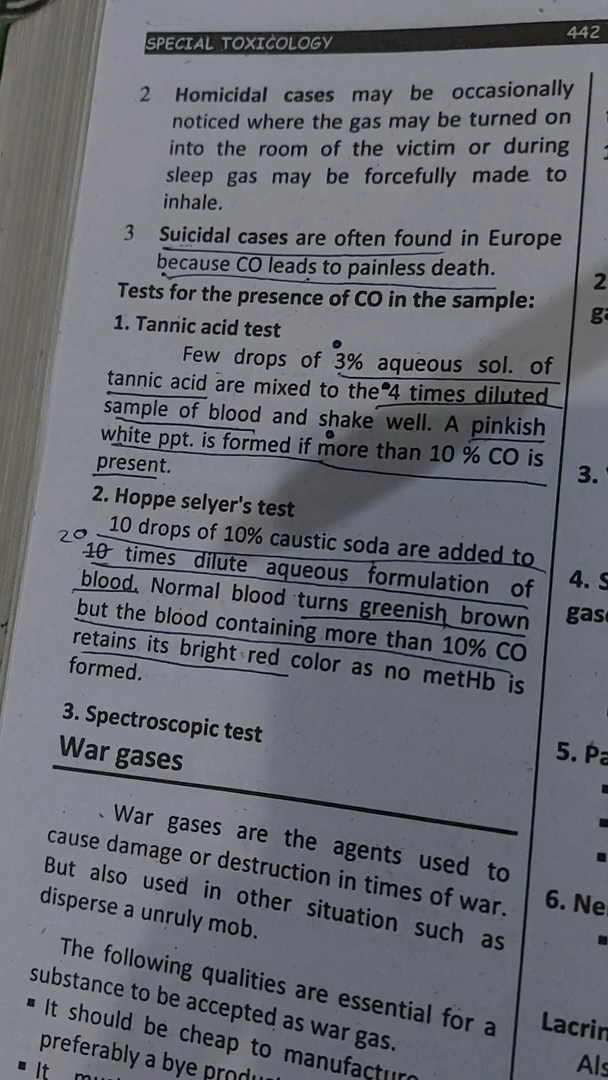 SPECIAL TOXICOLOGY
442
2 Homicidal cases may be occasionally
noticed where the gas may be turned on
into the room of the victim or during
sleep gas may be forcefully made to
inhale.
3 Suicidal cases are often found in Europe
because CO leads to painless death.
Tests for the presence of CO in the sample:
1. Tannic acid test
Few drops of 3% aqueous sol. of
tannic acid are mixed to the 4 times diluted
sample of blood and shake well. A pinkish
white ppt. is formed if more than 10 % CO is
present.
2. Hoppe selyer's test
10 drops of 10% caustic soda are added to
20
10 times dilute aqueous formulation of
blood. Normal blood turns greenish brown
but the blood containing more than 10% CO
retains its bright red color as no metHb is
formed.
3. Spectroscopic test
War gases
War gases are the agents used to
cause damage or destruction in times of war.
But also used in other situation such as
disperse a unruly mob.
The following qualities are essential for a
substance to be accepted as war gas.
▪ It should be cheap to manufacture
preferably a bye
▪ It
2
3.
4. S
5. Pa
6. Ne
Lacrim
Als